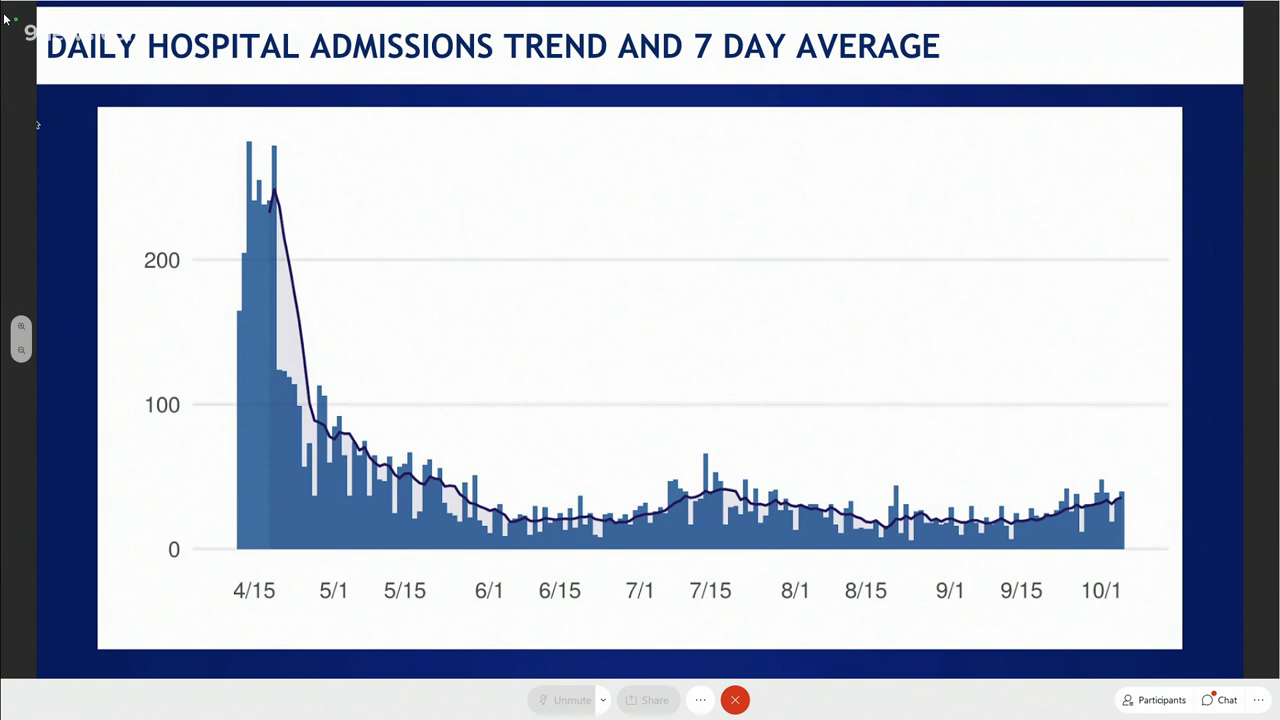 DAILY HOSPITAL ADMISSIONS TREND AND 7 DAY AVERAGE
200
100
0
4/15 5/1 5/15 6/1 6/15 7/1 7/15 8/1 8/15 9/1 9/15 10/1
Unmute Share Participants Chat